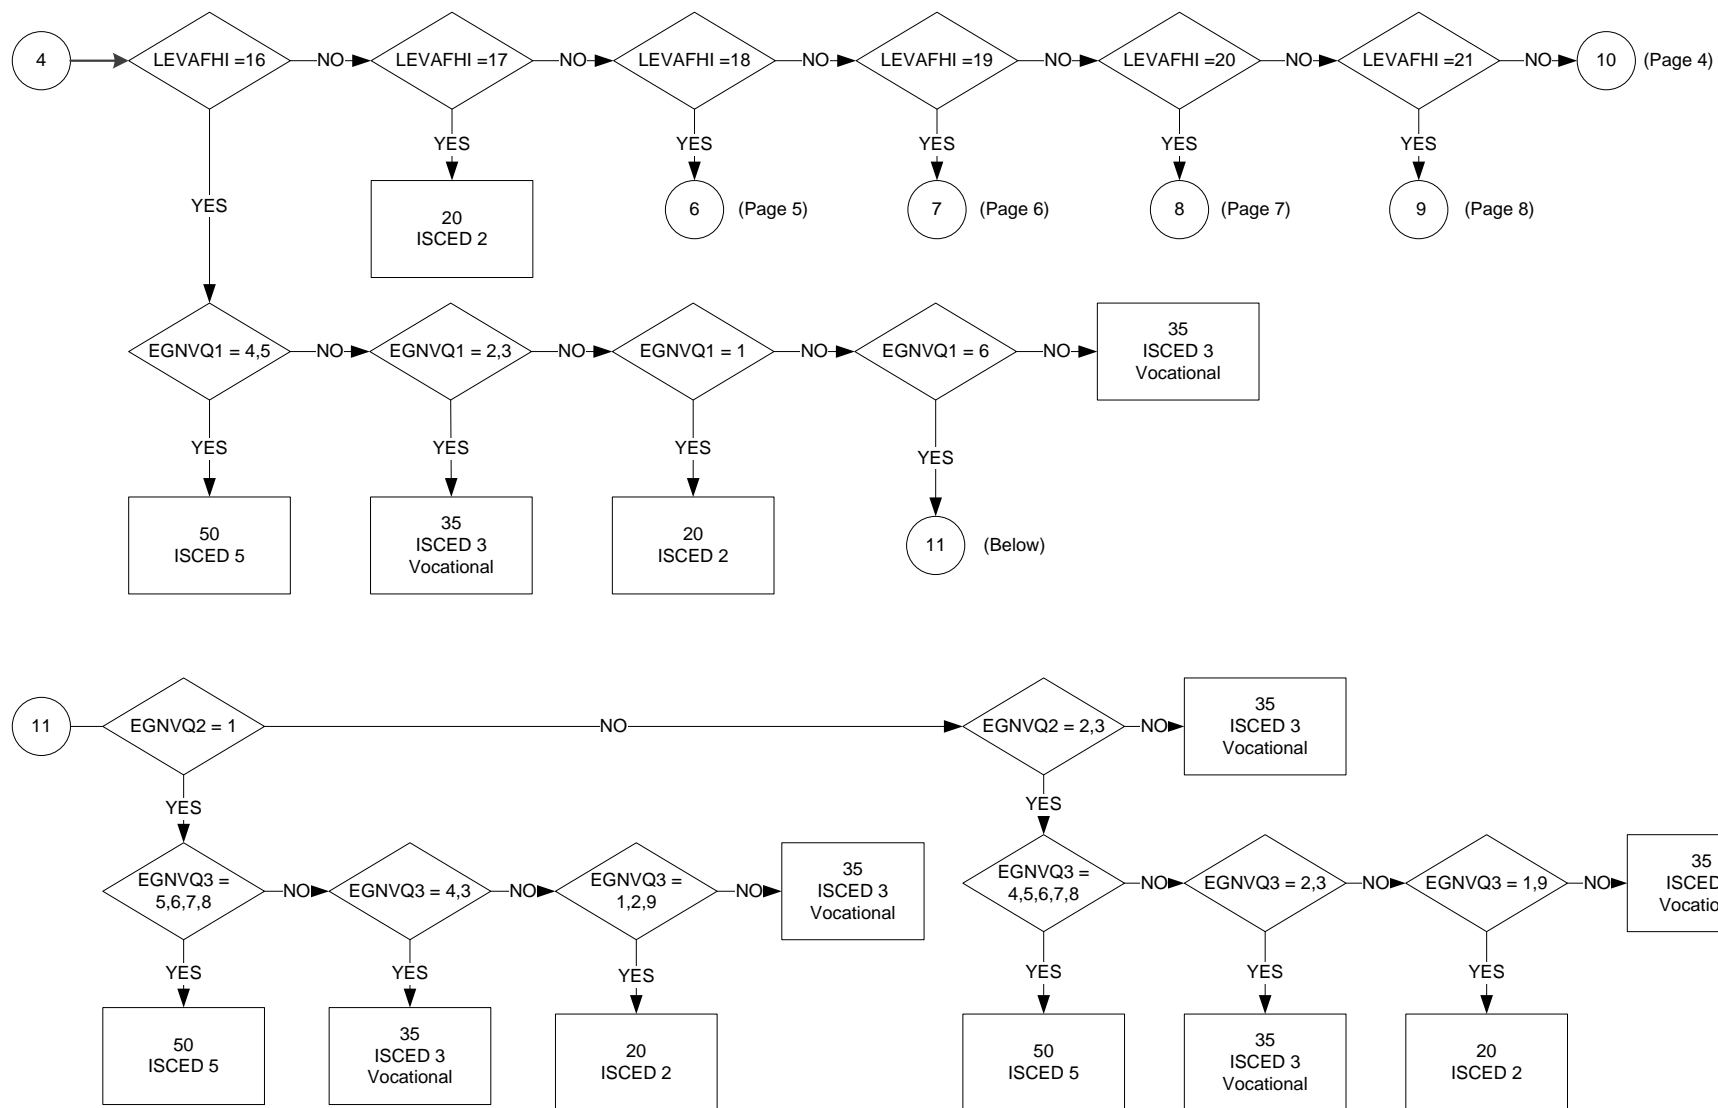 4
LEVAFHI =16
NO
LEVAFHI =17
NO
LEVAFHI =18
NO
LEVAFHI =19
NO
LEVAFHI =20
NO
LEVAFHI =21
NO
10
(Page 4)
YES
YES
YES
YES
YES
YES
20
ISCED 2
6
(Page 5)
7
(Page 6)
8
(Page 7)
9
(Page 8)
EGNVQ1 = 4,5
NO
EGNVQ1 = 2,3
NO
EGNVQ1 = 1
NO
EGNVQ1 = 6
NO
35
ISCED 3
Vocational
YES
YES
YES
YES
50
ISCED 5
35
ISCED 3
Vocational
20
ISCED 2
11
(Below)
11
EGNVQ2 = 1
NO
EGNVQ2 = 2,3
NO
35
ISCED 3
Vocational
YES
YES
EGNVQ3 =
5,6,7,8
NO
EGNVQ3 = 4,3
NO
EGNVQ3 =
1,2,9
NO
35
ISCED 3
Vocational
EGNVQ3 =
4,5,6,7,8
NO
EGNVQ3 = 2,3
NO
EGNVQ3 = 1,9
NO
35
ISCED
YES
YES
YES
YES
YES
YES
50
ISCED 5
35
ISCED 3
Vocational
20
ISCED 2
50
ISCED 5
35
ISCED 3
Vocational
20
ISCED 2